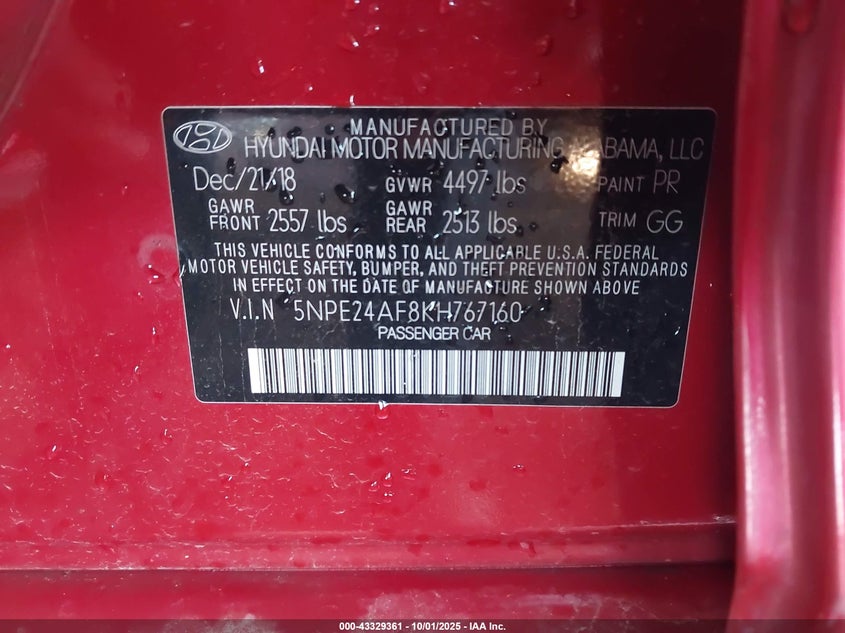 MANUFACTURED BY
HYUNDAI MOTOR MANUFACTURING ABAMA, LLC
Dec/21/18 GVWR 4497 lbs PAINT PR
GAWR FRONT 2557 lbs GAWR REAR 2513 lbs TRIM GG
THIS VEHICLE CONFORMS TO ALL APPLICABLE U.S.A. FEDERAL
MOTOR VEHICLE SAFETY, BUMPER, AND THEFT PREVENTION STANDARDS
IN EFFECT ON THE DATE OF MANUFACTURE SHOWN ABOVE
V.I.N 5NPE24AF8KH767160
PASSENGER CAR
000-43329361 - 10/01/2025 - IAA Inc.